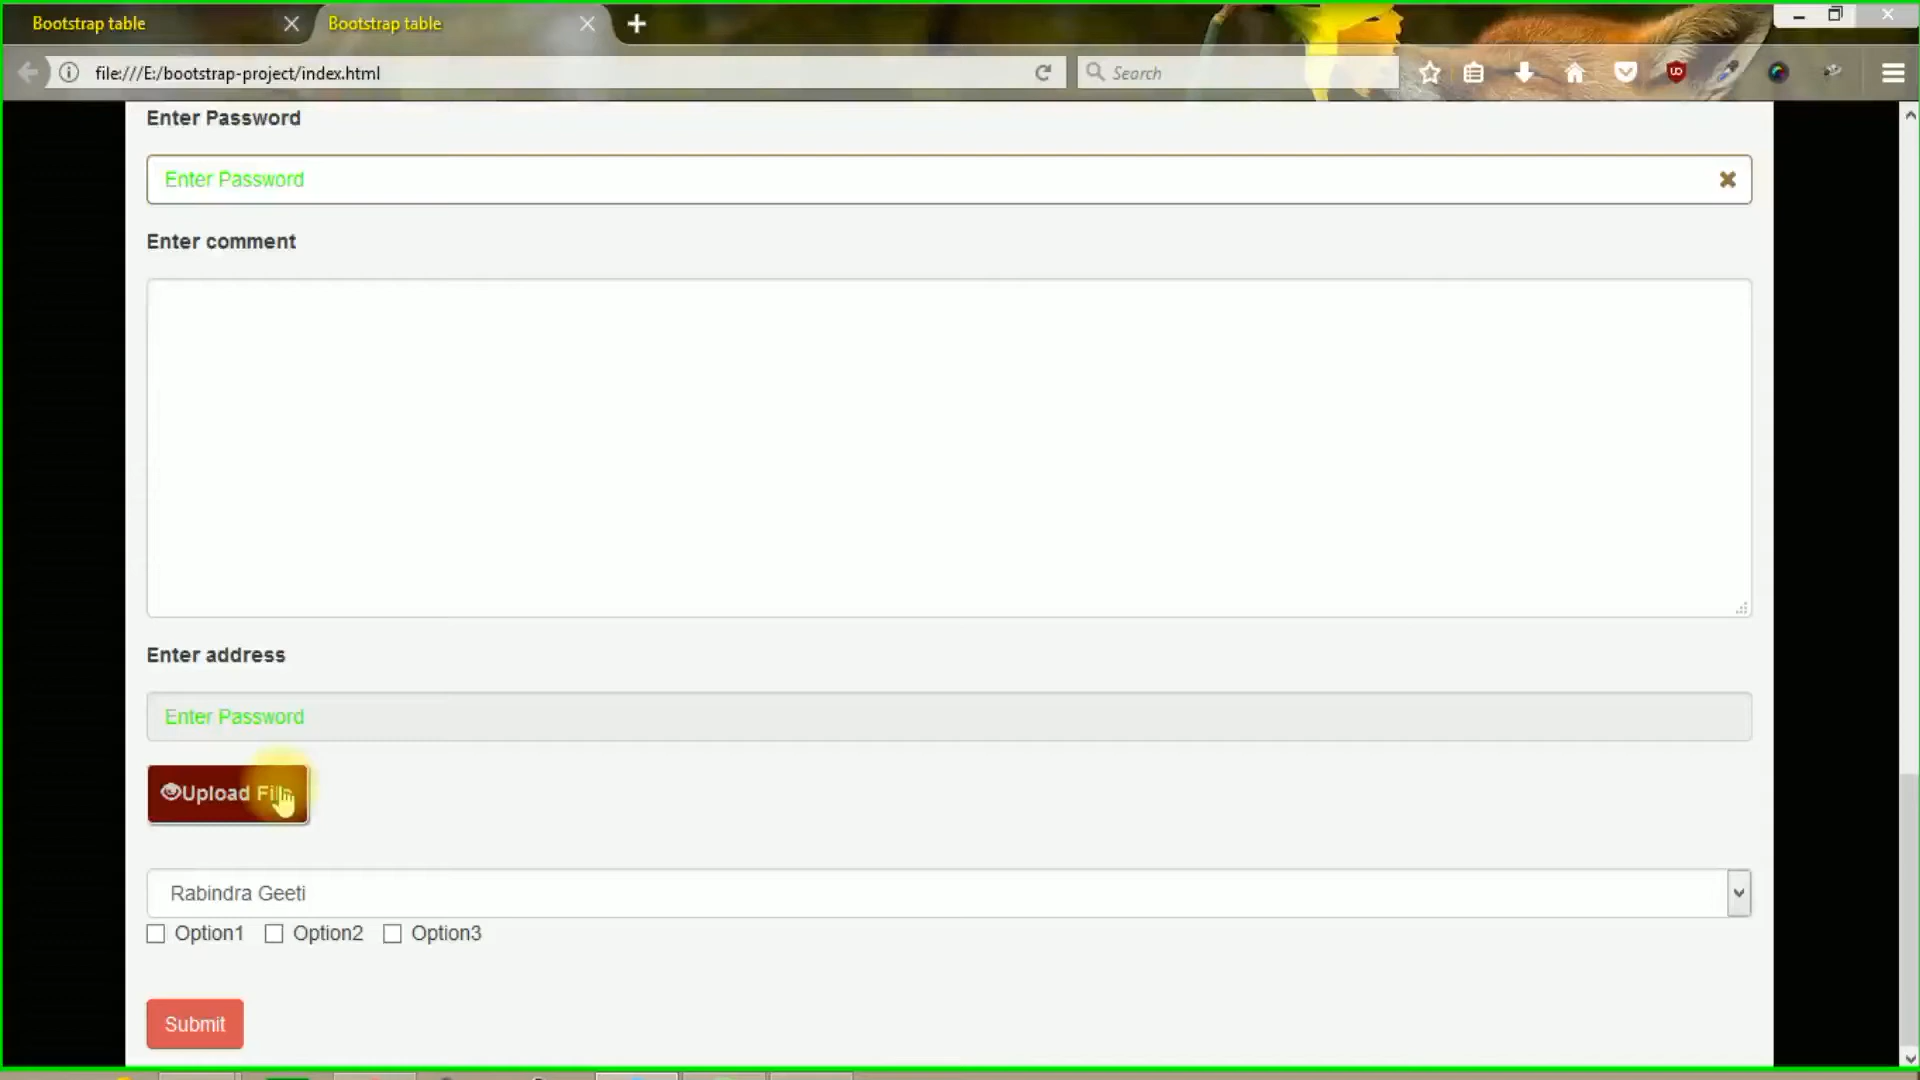 Bootstrap table
Bootstrap table
file:///E:/bootstrap-project/index.html
Search
Enter Password
Enter Password
Enter comment
Enter address
Enter Password
Upload File
Rabindra Geeti
Option1 Option2 Option3
Submit